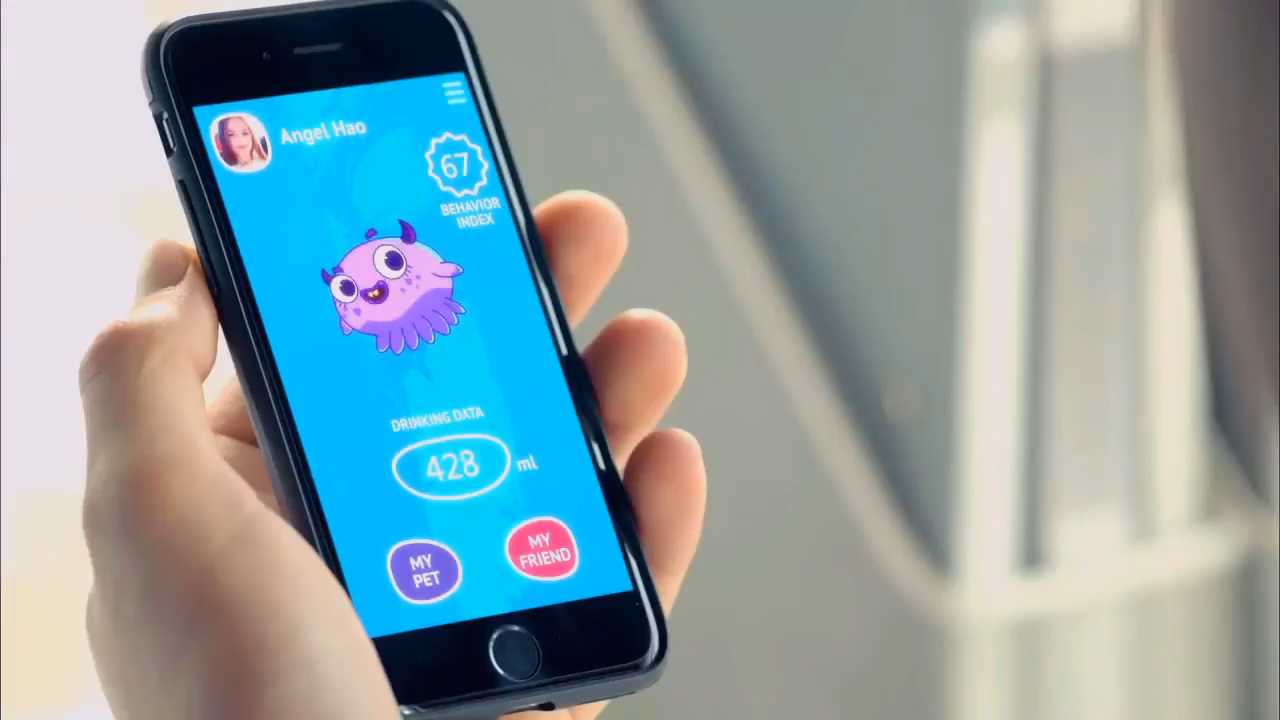 Angel Hao
67
BEHAVIOR
INDEX
DRINKING DATA
428 ml
MY
PET
MY
FRIEND